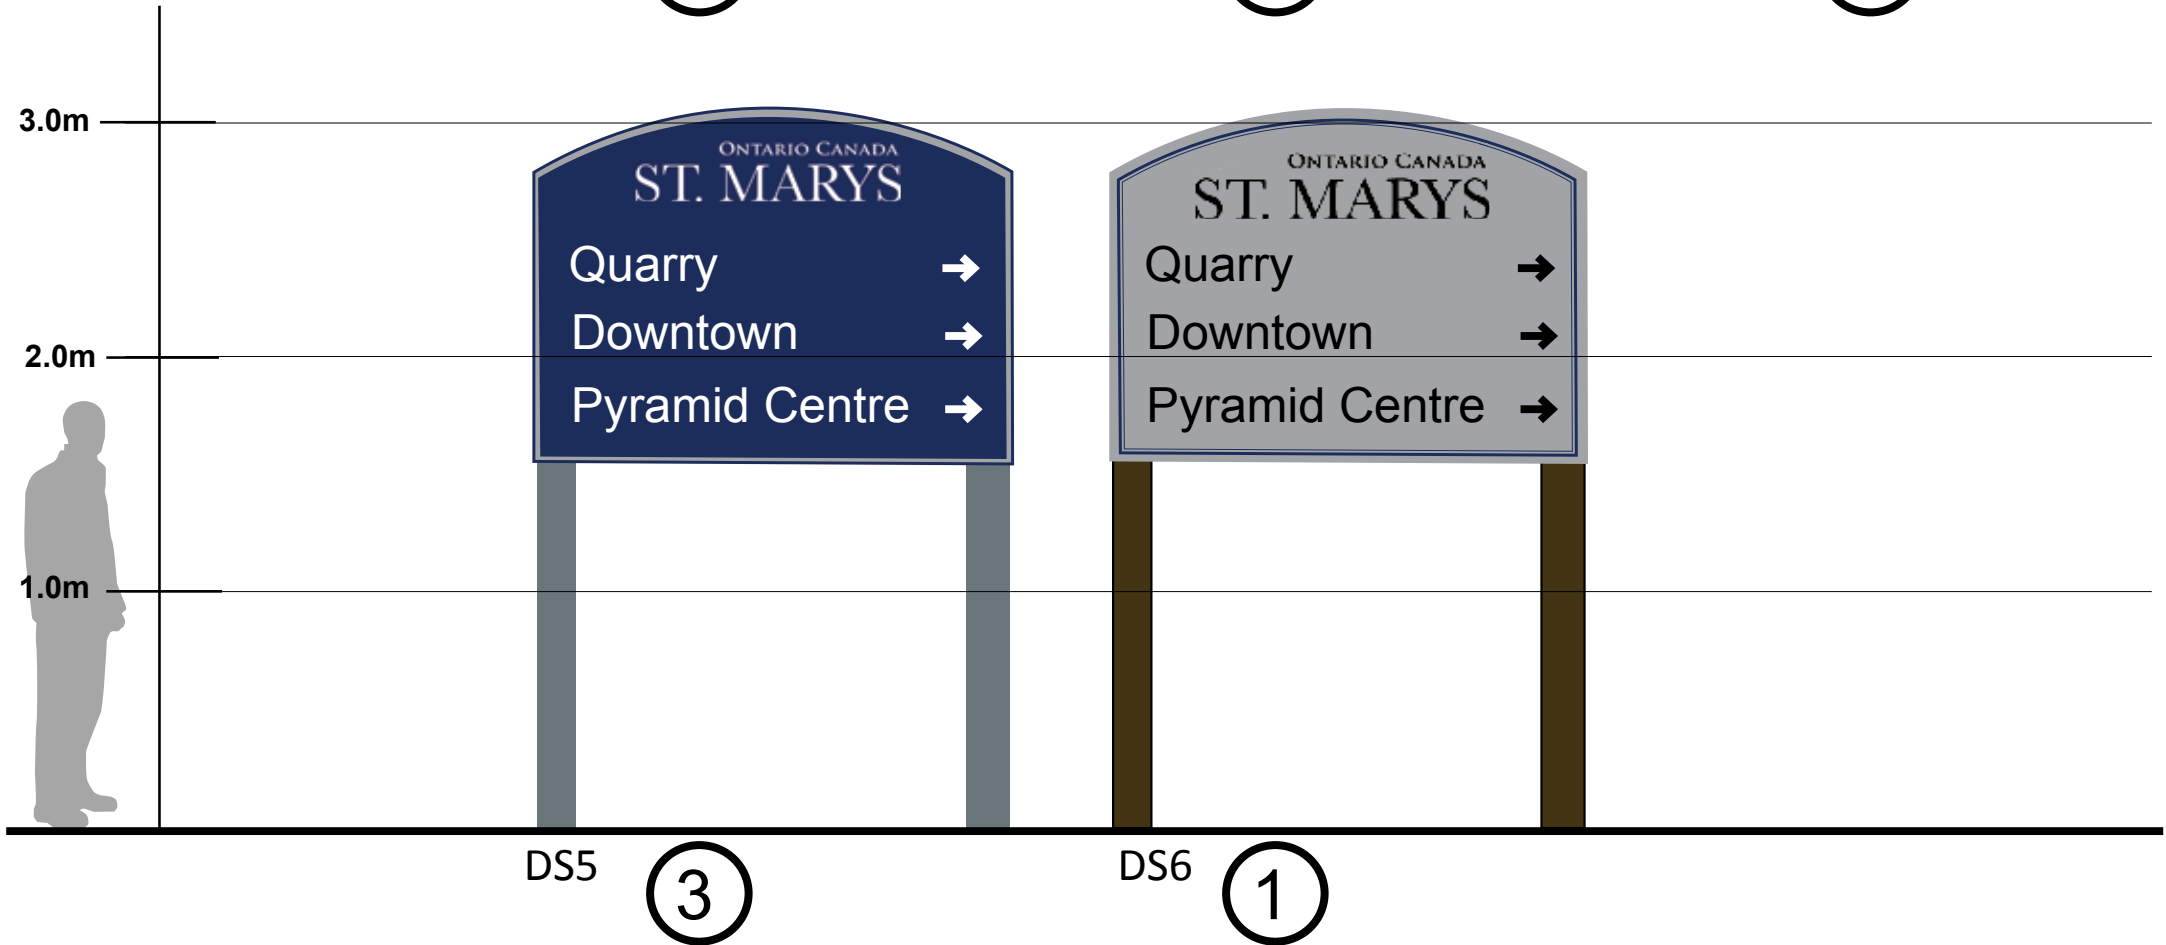 3.0m
2.0m
1.0m
ONTARIO CANADA
ST. MARYS
Quarry →
Downtown →
Pyramid Centre →
ONTARIO CANADA
ST. MARYS
Quarry →
Downtown →
Pyramid Centre →
DS5 3
DS6 1